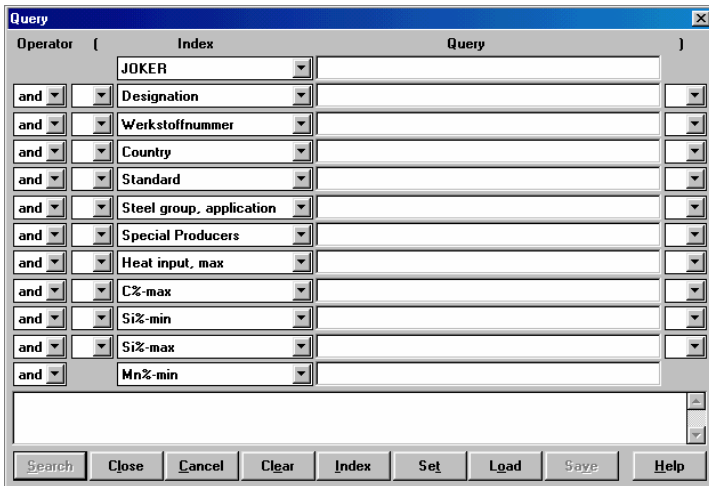 Query
Operator ( Index Query )
JOKER
and Designation
and Werkstoffnummer
and Country
and Standard
and Steel group, application
and Special Producers
and Heat input, max
and C%-max
and Si%-min
and Si%-max
and Mn%-min
Search Close Cancel Clear Index Set Load Save Help